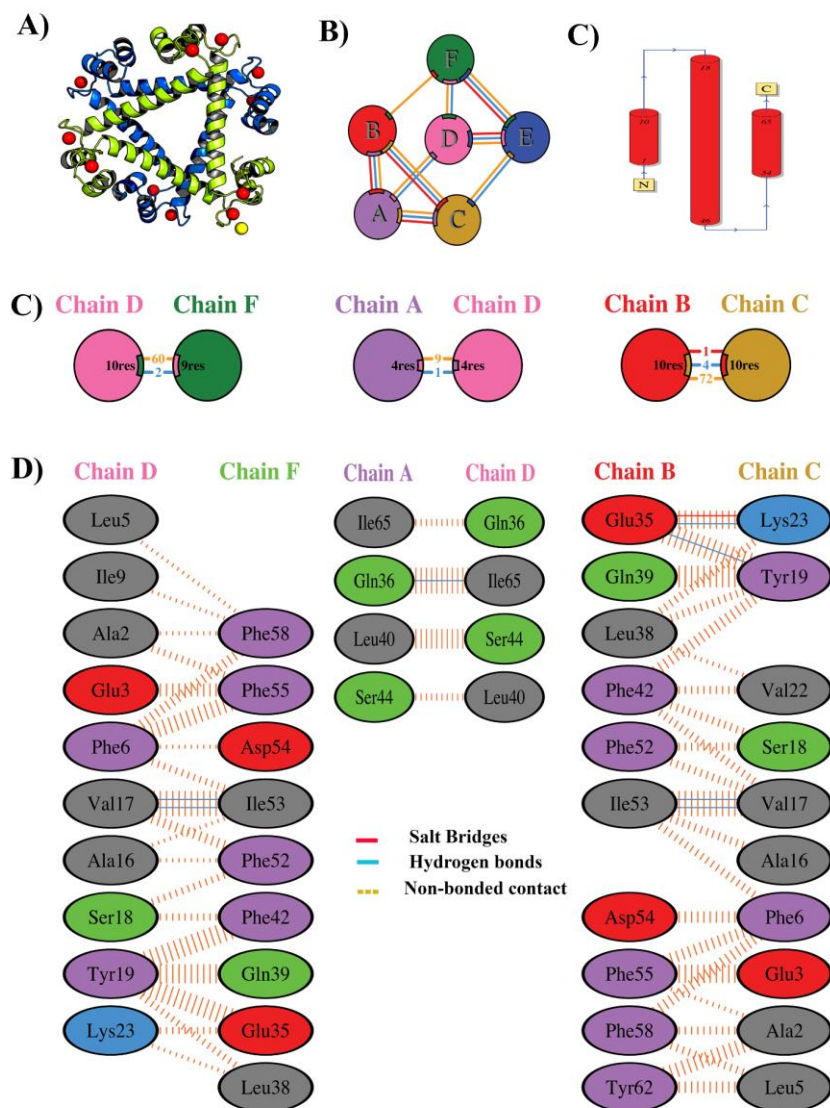 A)
B)
C)
F
B
D
E
A
C
10
C
65
N
54
C)
Chain D Chain F
10res 60 2 9res
Chain A Chain D
4res 9 1 4res
Chain B Chain C
10res 1 4 72 10res
D)
Chain D Chain F
Leu5
Ile9
Ala2 Phe58
Glu3 Phe55
Phe6 Asp54
Val17 Ile53
Ala16 Phe52
Ser18 Phe42
Tyr19 Gln39
Lys23 Glu35
Leu38
Chain A Chain D
Ile65 Gln36
Gln36 Ile65
Leu40 Ser44
Ser44 Leu40
Salt Bridges
Hydrogen bonds
Non-bonded contact
Chain B Chain C
Glu35 Lys23
Gln39 Tyr19
Leu38
Phe42 Val22
Phe52 Ser18
Ile53 Val17
Ala16
Asp54 Phe6
Phe55 Glu3
Phe58 Ala2
Tyr62 Leu5